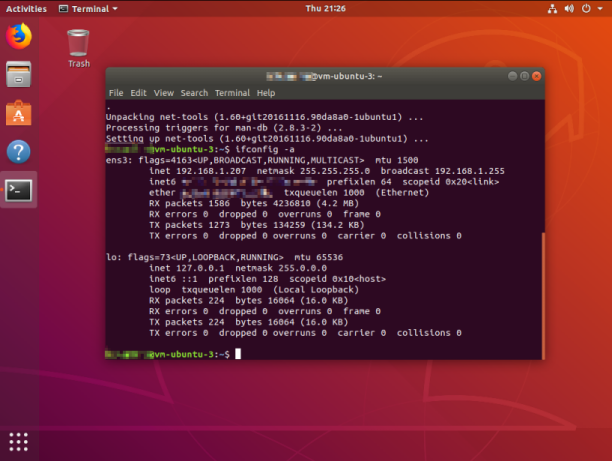 Activities Terminal Thu 21:26
Trash
@vm-ubuntu-3: ~
File Edit View Search Terminal Help
.
Unpacking net-tools (1.60+git20161116.90da8a0-1ubuntu1) ...
Processing triggers for man-db (2.8.3-2) ...
Setting up net-tools (1.60+git20161116.90da8a0-1ubuntu1) ...
@vm-ubuntu-3:~$ ifconfig -a
ens3: flags=4163<UP,BROADCAST,RUNNING,MULTICAST> mtu 1500
inet 192.168.1.207 netmask 255.255.255.0 broadcast 192.168.1.255
inet6 prefixlen 64 scopeid 0x20<link>
ether txqueuelen 1000 (Ethernet)
RX packets 1586 bytes 4236810 (4.2 MB)
RX errors 0 dropped 0 overruns 0 frame 0
TX packets 1273 bytes 134259 (134.2 KB)
TX errors 0 dropped 0 overruns 0 carrier 0 collisions 0
lo: flags=73<UP,LOOPBACK,RUNNING> mtu 65536
inet 127.0.0.1 netmask 255.0.0.0
inet6 ::1 prefixlen 128 scopeid 0x10<host>
loop txqueuelen 1000 (Local Loopback)
RX packets 224 bytes 16064 (16.0 KB)
RX errors 0 dropped 0 overruns 0 frame 0
TX packets 224 bytes 16064 (16.0 KB)
TX errors 0 dropped 0 overruns 0 carrier 0 collisions 0
@vm-ubuntu-3:~$